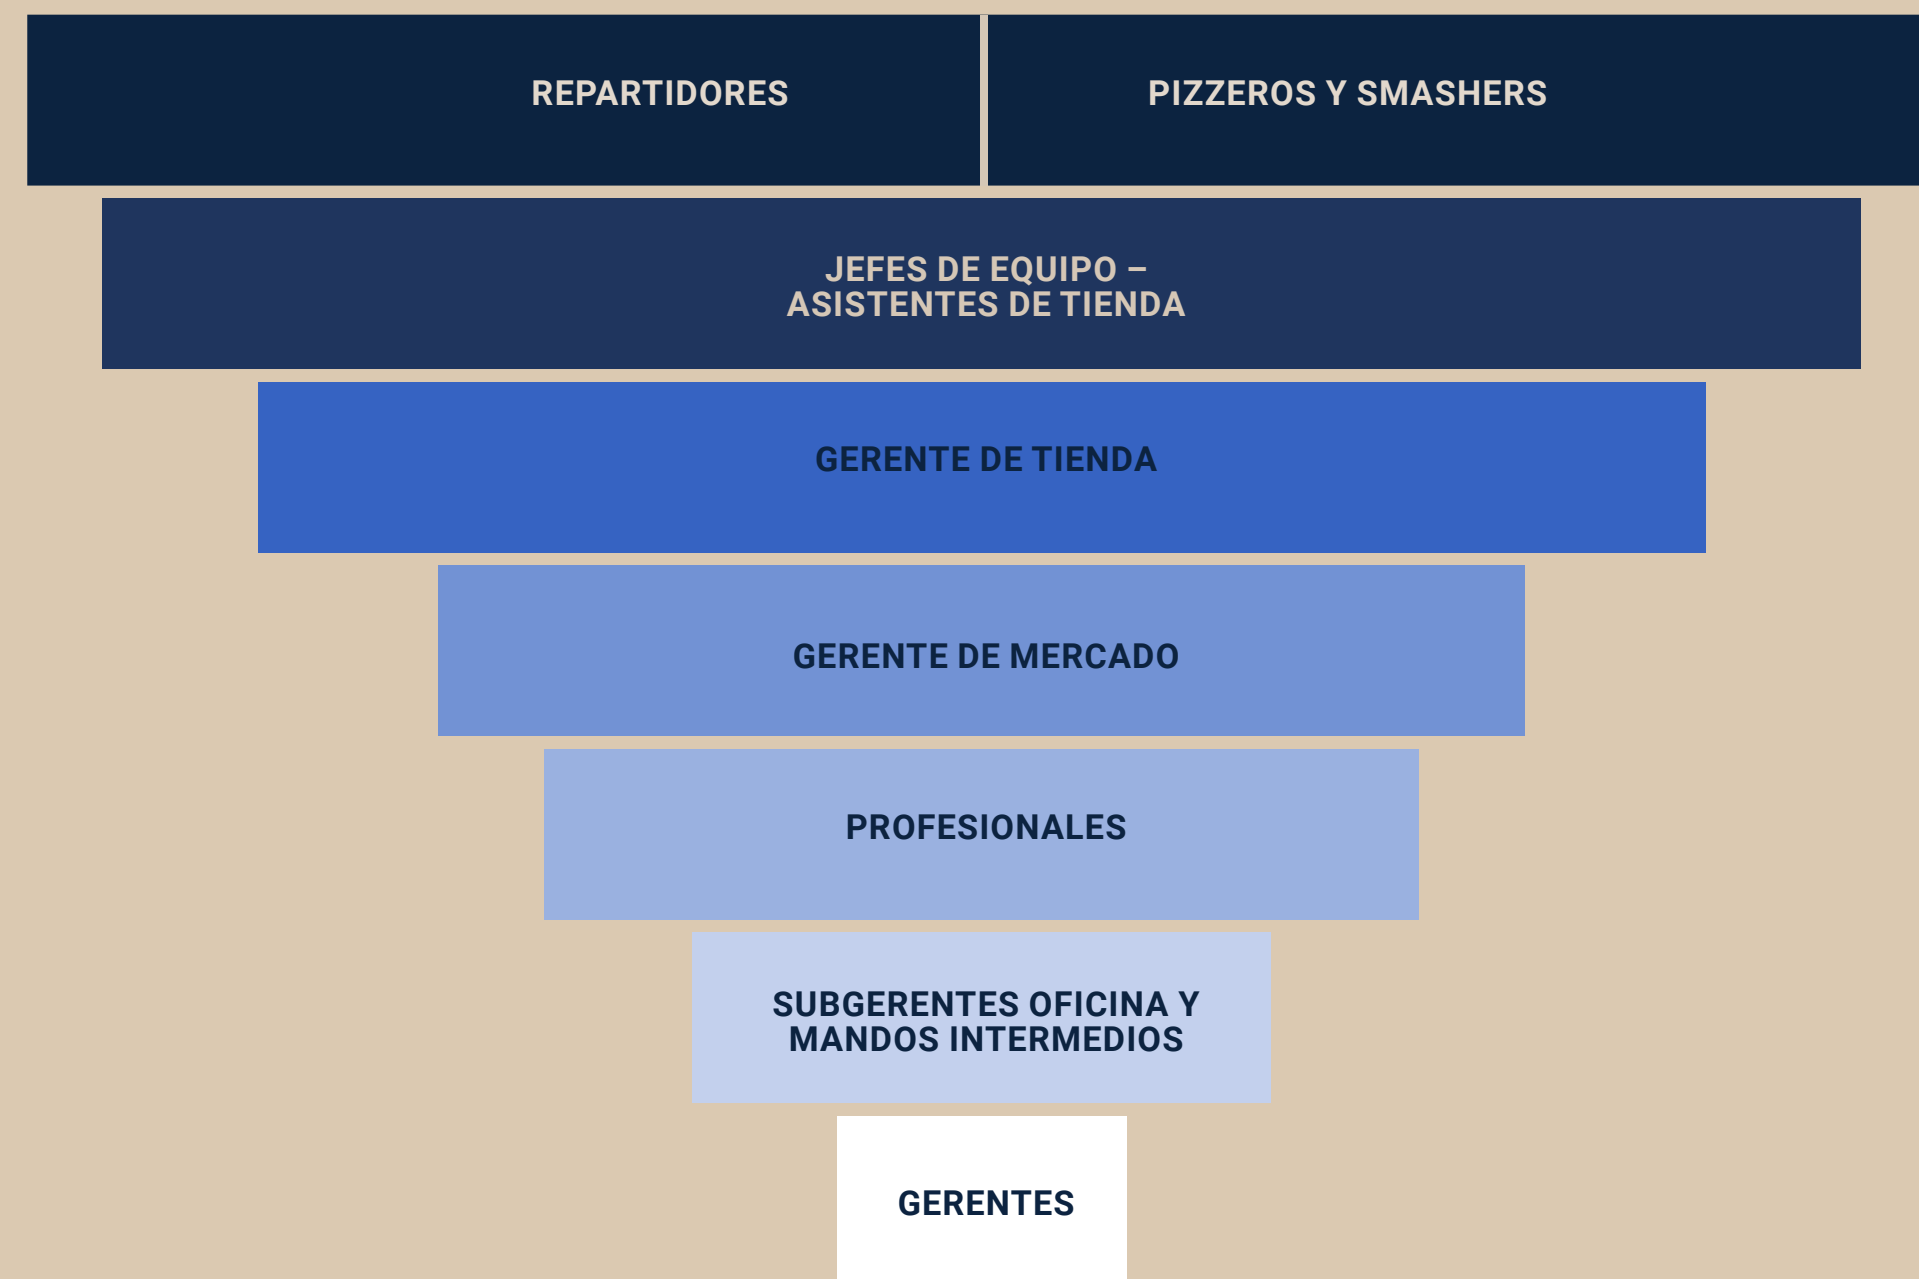 REPARTIDORES
PIZZEROS Y SMASHERS
JEFES DE EQUIPO –
ASISTENTES DE TIENDA
GERENTE DE TIENDA
GERENTE DE MERCADO
PROFESIONALES
SUBGERENTES OFICINA Y
MANDOS INTERMEDIOS
GERENTES